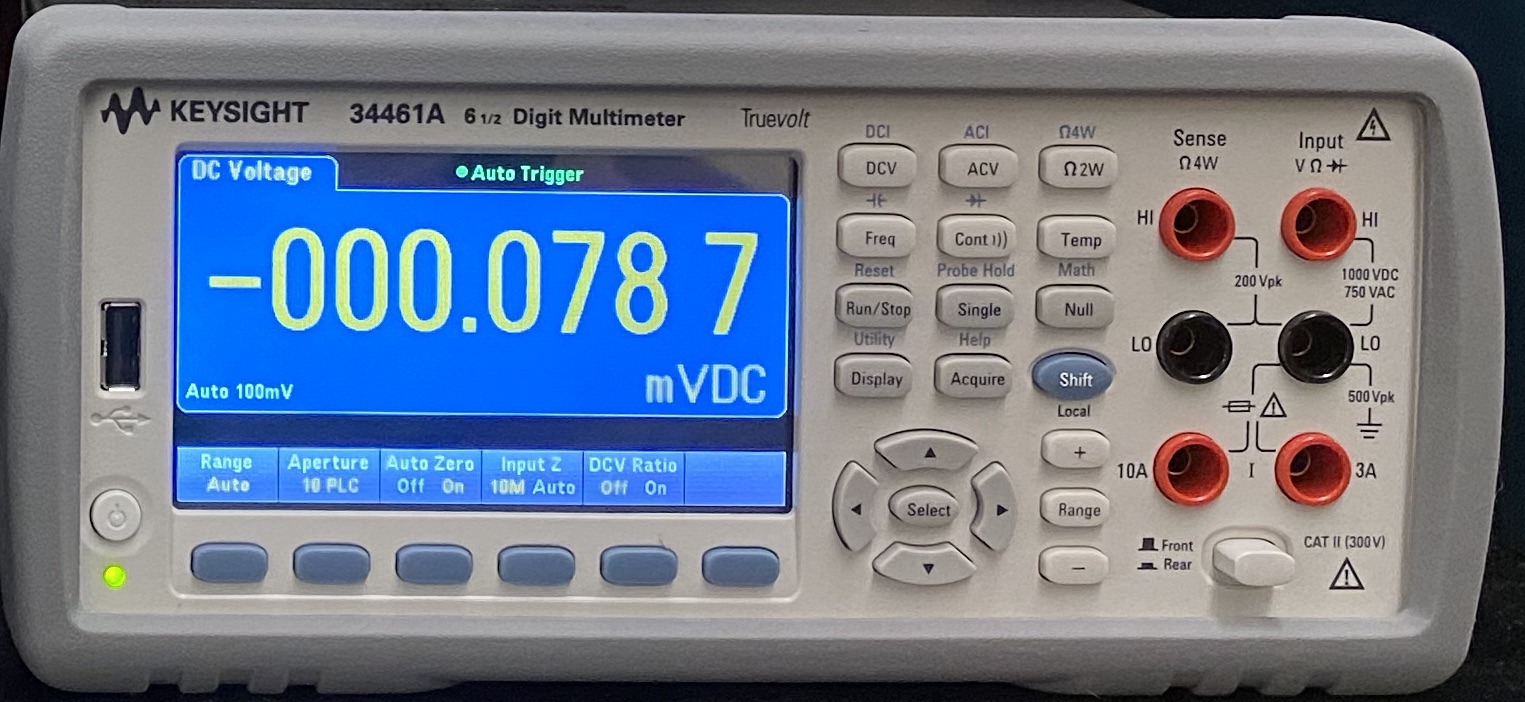 KEYSIGHT 34461A 6 1/2 Digit Multimeter Truevolt
DC Voltage
Auto Trigger
-000.078 7
mVDC
Auto 100mV
Range
Auto
Aperture
10 PLC
Auto Zero
Off On
Input Z
10M Auto
DCV Ratio
Off On
DCI ACI Ω4W
DCV ACV Ω2W
Freq Cont Temp
Reset Probe Hold Math
Run/Stop Single Null
Utility Help
Display Acquire Shift
Local
+
Select
Range
−
Sense
Ω4W
Input
V Ω
HI HI
200 Vpk
1000 VDC
750 VAC
LO LO
500 Vpk
10A I 3A
Front
Rear
CAT II (300V)